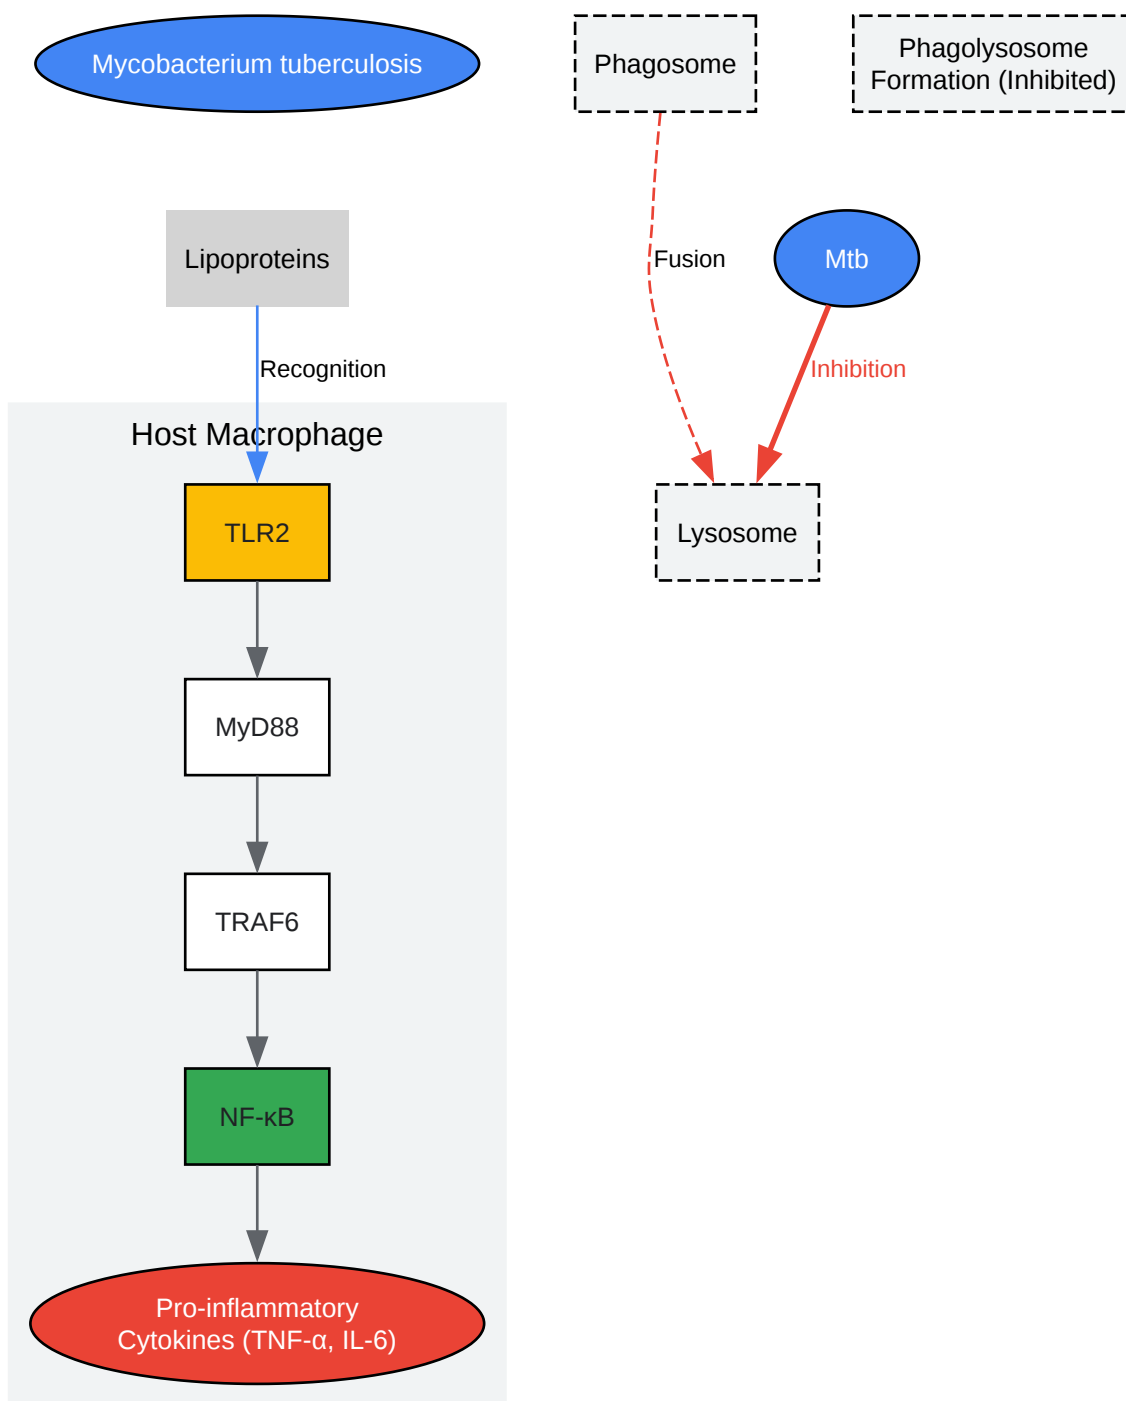 Mycobacterium tuberculosis
Phagosome
Phagolysosome
Formation (Inhibited)
Lipoproteins
Fusion
Mtb
Recognition
Inhibition
Host Macrophage
TLR2
Lysosome
MyD88
TRAF6
NF-κB
Pro-inflammatory
Cytokines (TNF-α, IL-6)